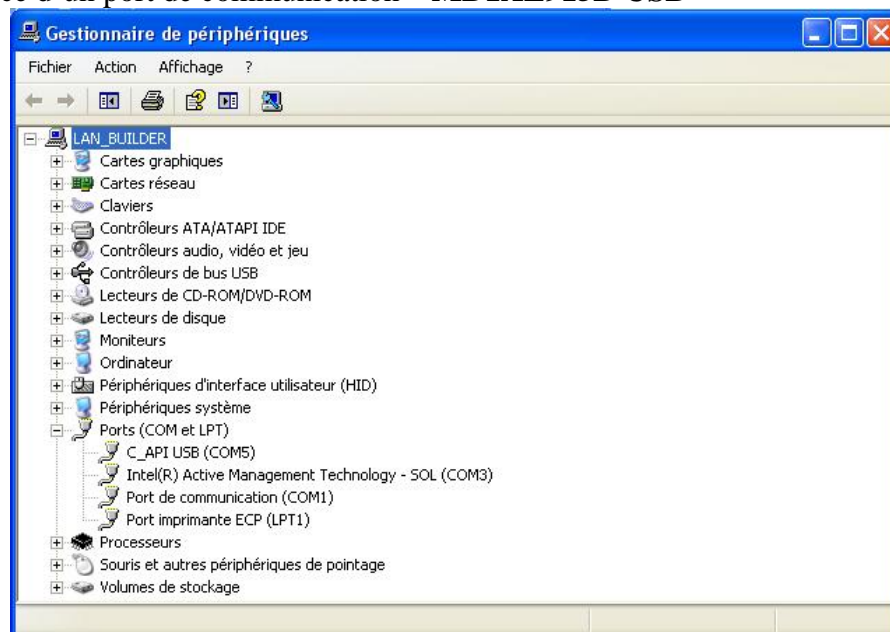 Gestionnaire de périphériques
Fichier Action Affichage ?
LAN_BUILDER
Cartes graphiques
Cartes réseau
Claviers
Contrôleurs ATA/ATAPI IDE
Contrôleurs audio, vidéo et jeu
Contrôleurs de bus USB
Lecteurs de CD-ROM/DVD-ROM
Lecteurs de disque
Moniteurs
Ordinateur
Périphériques d'interface utilisateur (HID)
Périphériques système
Ports (COM et LPT)
C_API USB (COM5)
Intel(R) Active Management Technology - SOL (COM3)
Port de communication (COM1)
Port imprimante ECP (LPT1)
Processeurs
Souris et autres périphériques de pointage
Volumes de stockage